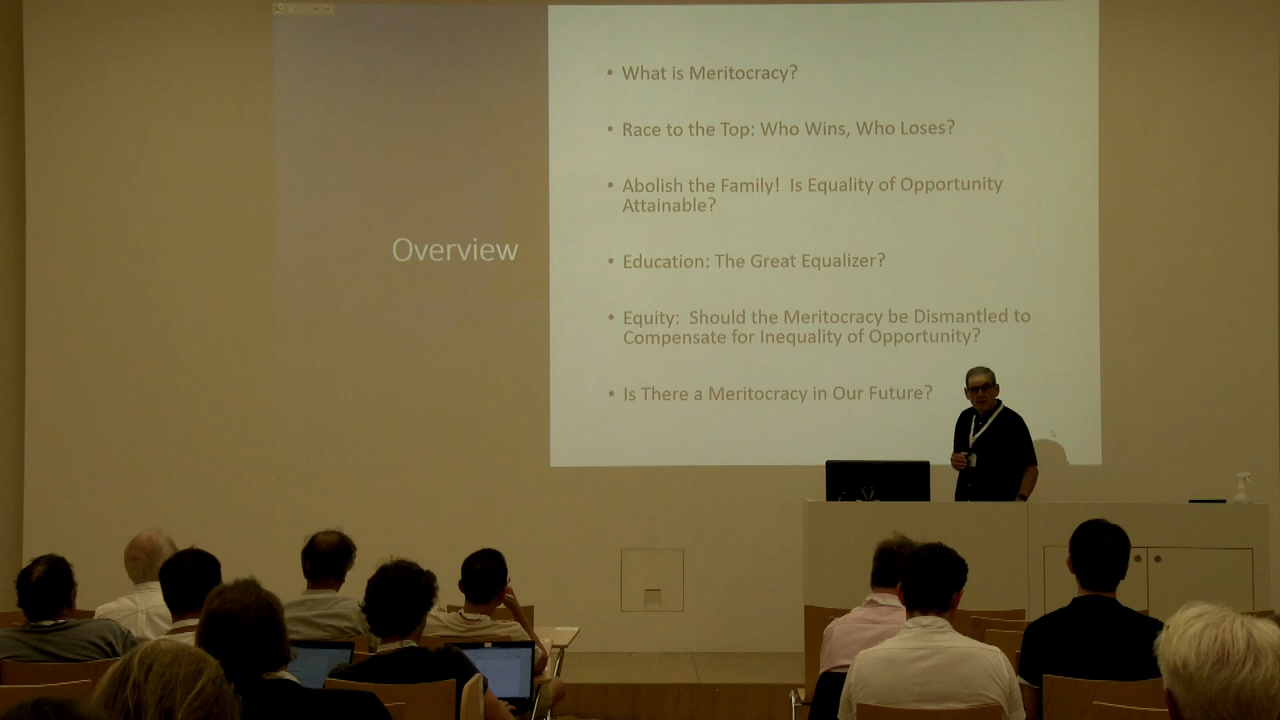 Overview
• What is Meritocracy?
• Race to the Top: Who Wins, Who Loses?
• Abolish the Family!  Is Equality of Opportunity
Attainable?
• Education: The Great Equalizer?
• Equity:  Should the Meritocracy be Dismantled to
Compensate for Inequality of Opportunity?
• Is There a Meritocracy in Our Future?